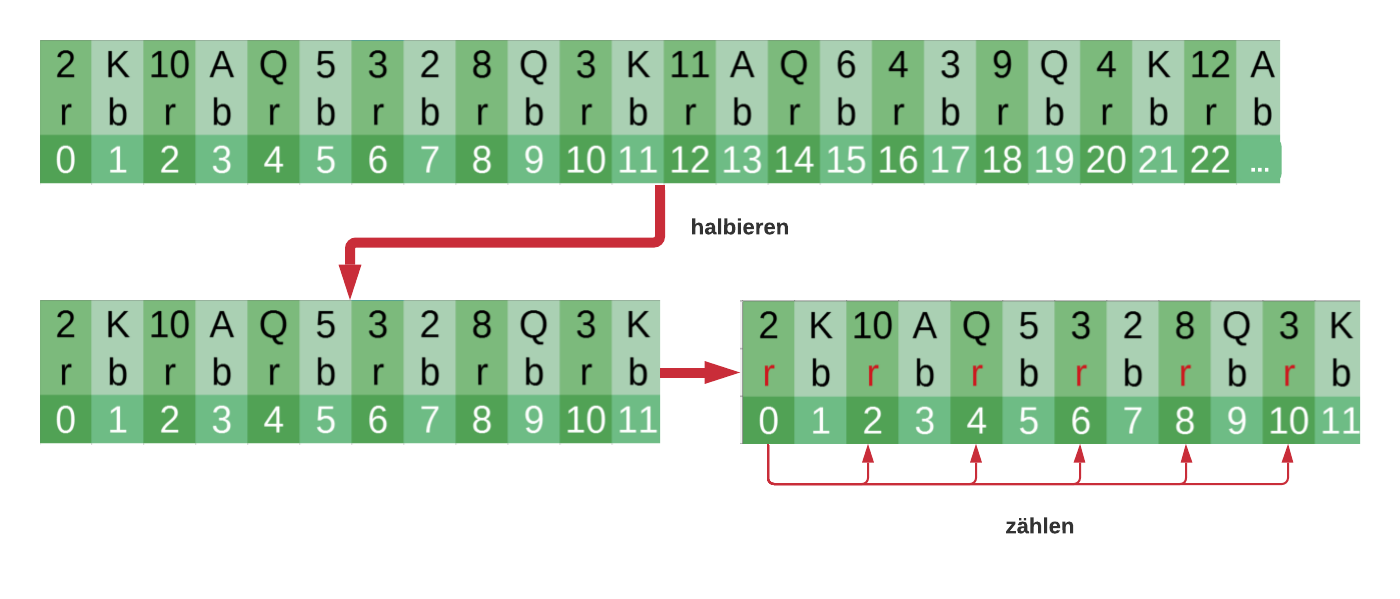 2 K 10 A Q 5 3 2 8 Q 3 K 11 A Q 6 4 3 9 Q 4 K 12 A
r b r b r b r b r b r b r b r b r b r b r b r b
0 1 2 3 4 5 6 7 8 9 10 11 12 13 14 15 16 17 18 19 20 21 22 ...
halbieren
2 K 10 A Q 5 3 2 8 Q 3 K
r b r b r b r b r b r b
0 1 2 3 4 5 6 7 8 9 10 11
2 K 10 A Q 5 3 2 8 Q 3 K
r b r b r b r b r b r b
0 1 2 3 4 5 6 7 8 9 10 11
zählen